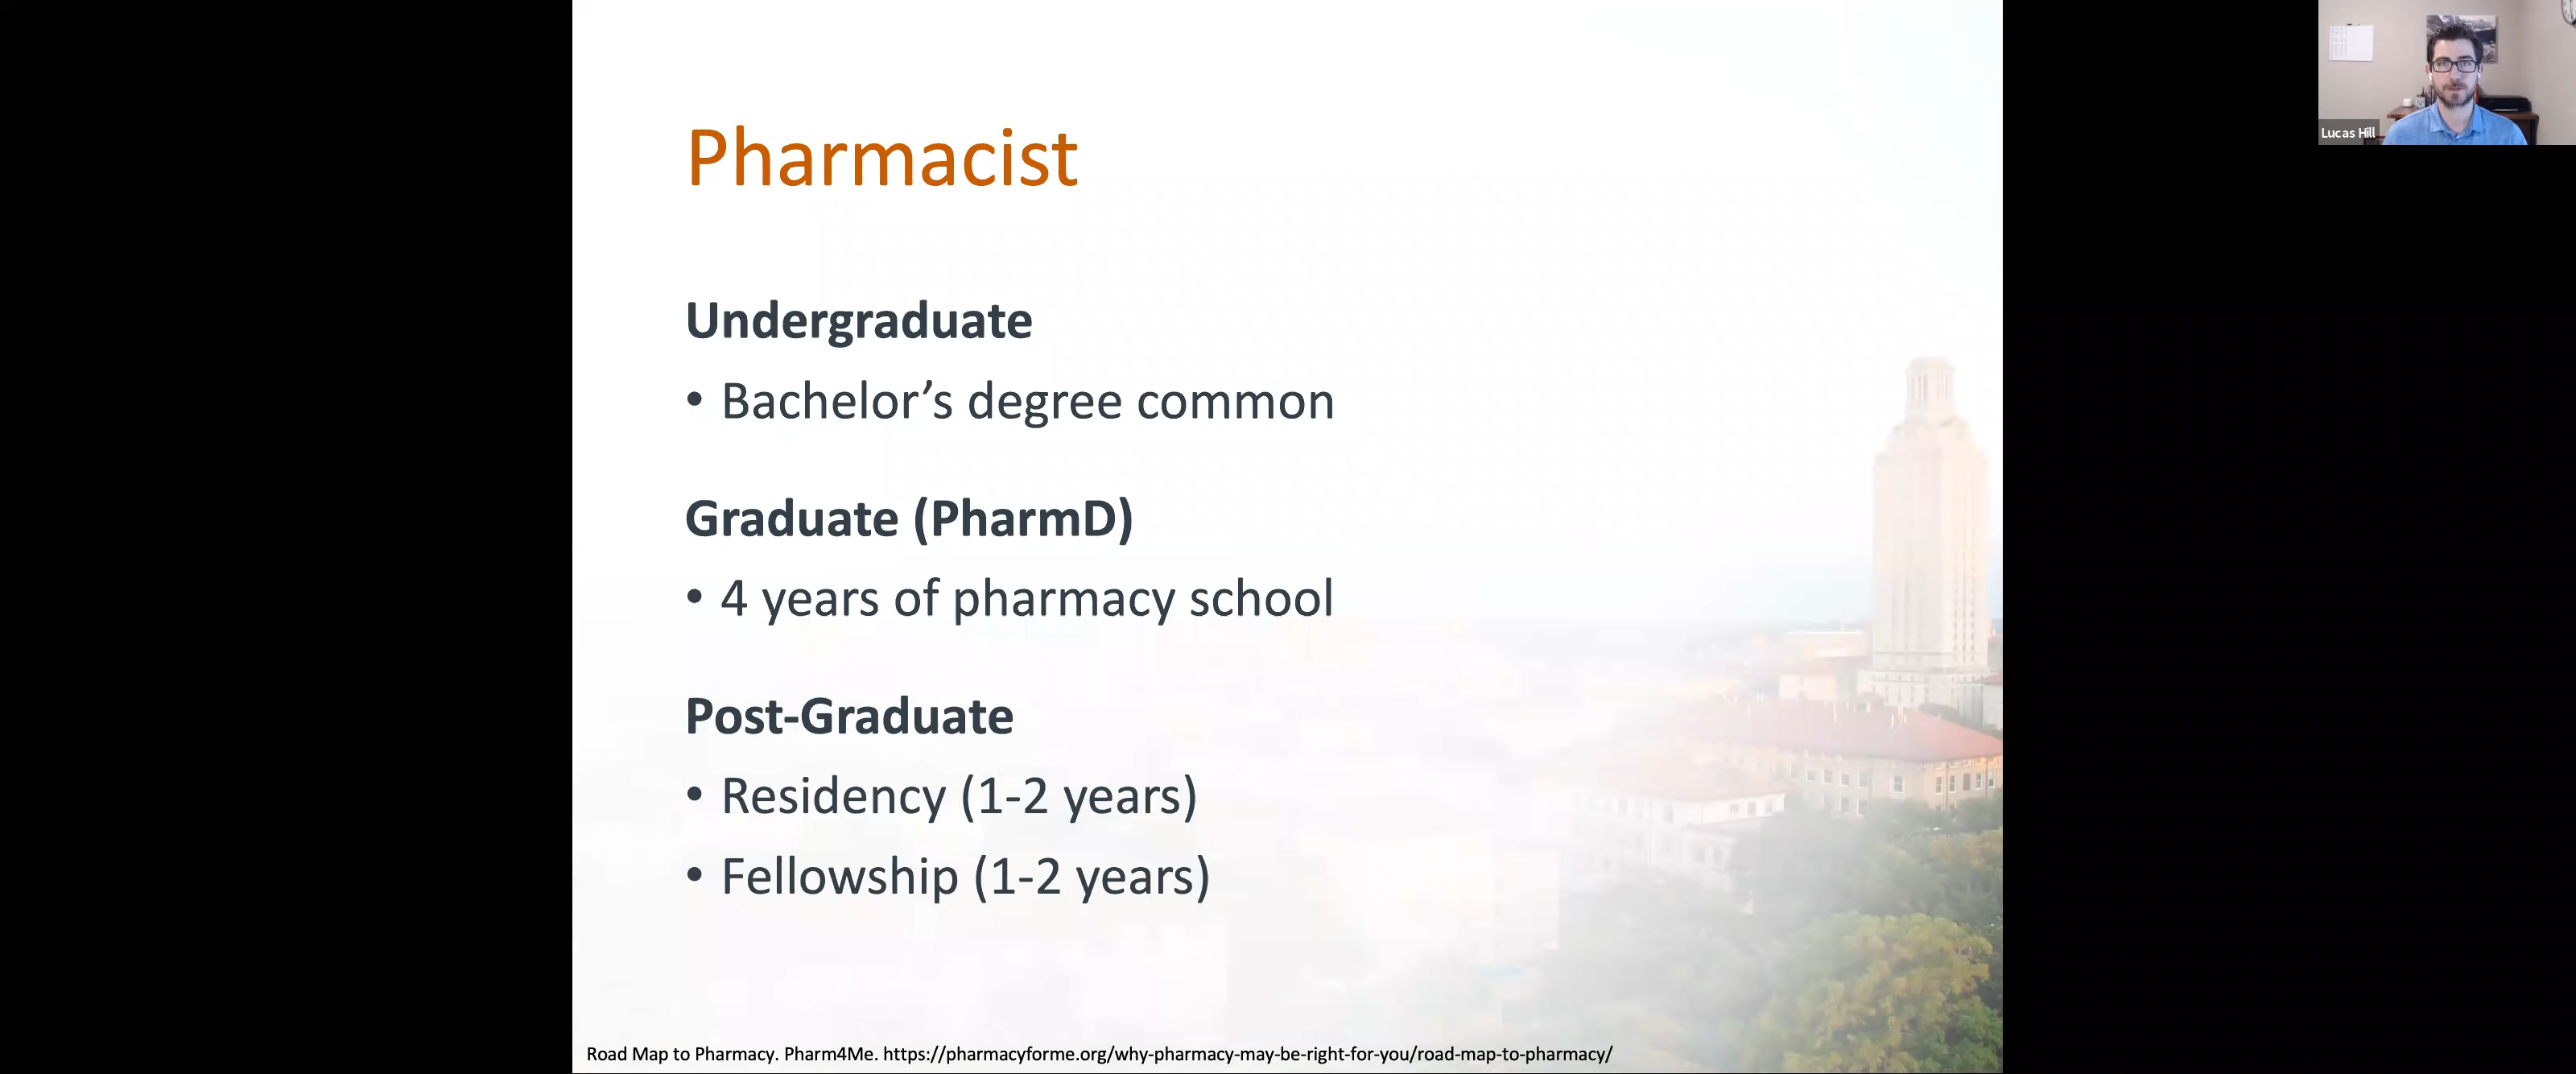 Pharmacist
Undergraduate
• Bachelor’s degree common
Graduate (PharmD)
• 4 years of pharmacy school
Post-Graduate
• Residency (1-2 years)
• Fellowship (1-2 years)
Road Map to Pharmacy. Pharm4Me. https://pharmacyforme.org/why-pharmacy-may-be-right-for-you/road-map-to-pharmacy/
Lucas Hill